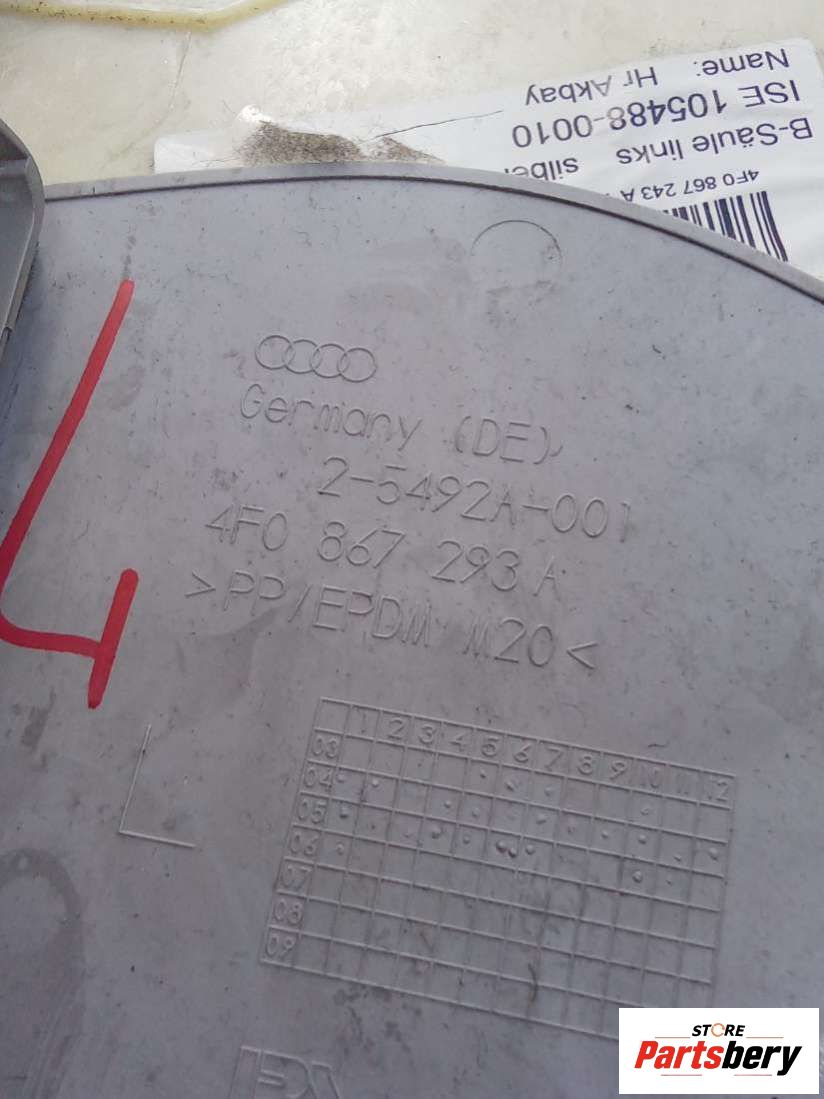 Name: Hr Akbay
ISE 105488-0010
B-Säule links silber
4F0 867 243 A
Germany (DE)
2-5492A-001
4F0 867 293 A
>PP/EPDM M20<
1 2 3 4 5 6 7 8 9 10 11 12
03
04
05
06
07
08
09
L
4
STORE
Partsbery